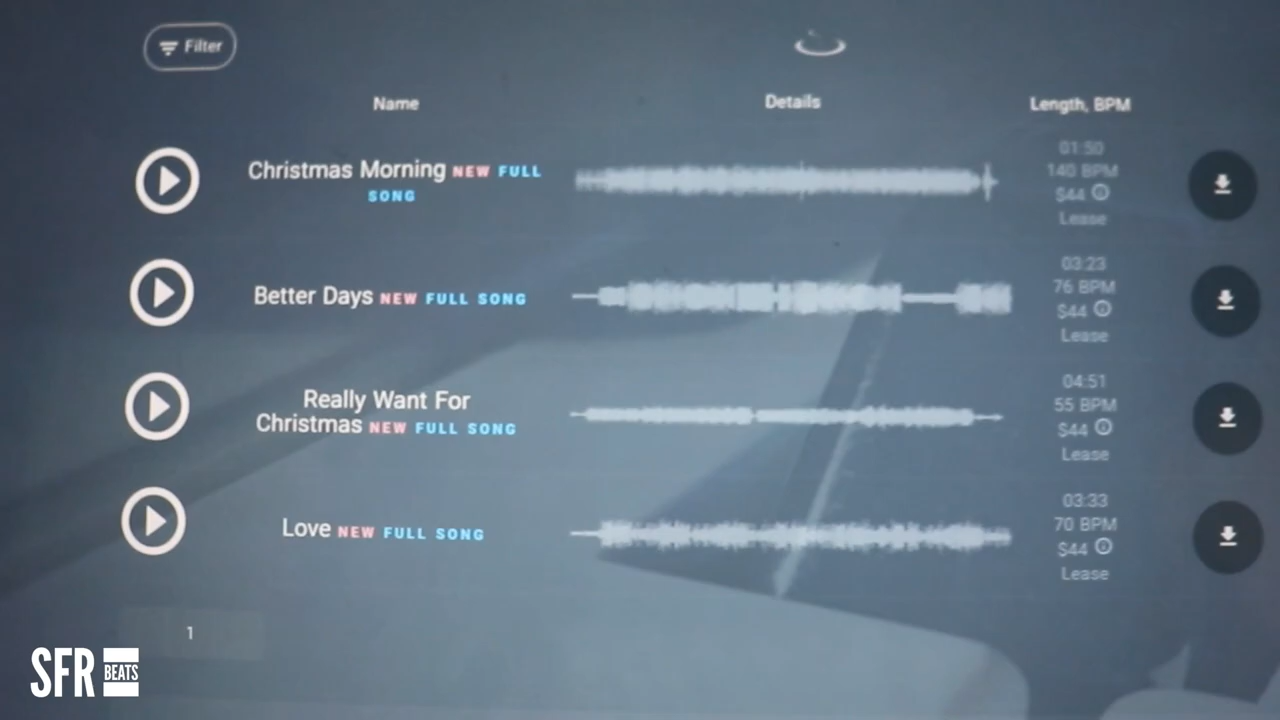 Filter
Name
Details
Length, BPM
Christmas Morning NEW FULL
SONG
01:50
140 BPM
$44
Lease
Better Days NEW FULL SONG
03:23
76 BPM
$44
Lease
Really Want For
Christmas NEW FULL SONG
04:51
55 BPM
$44
Lease
Love NEW FULL SONG
03:33
70 BPM
$44
Lease
1
SFR BEATS